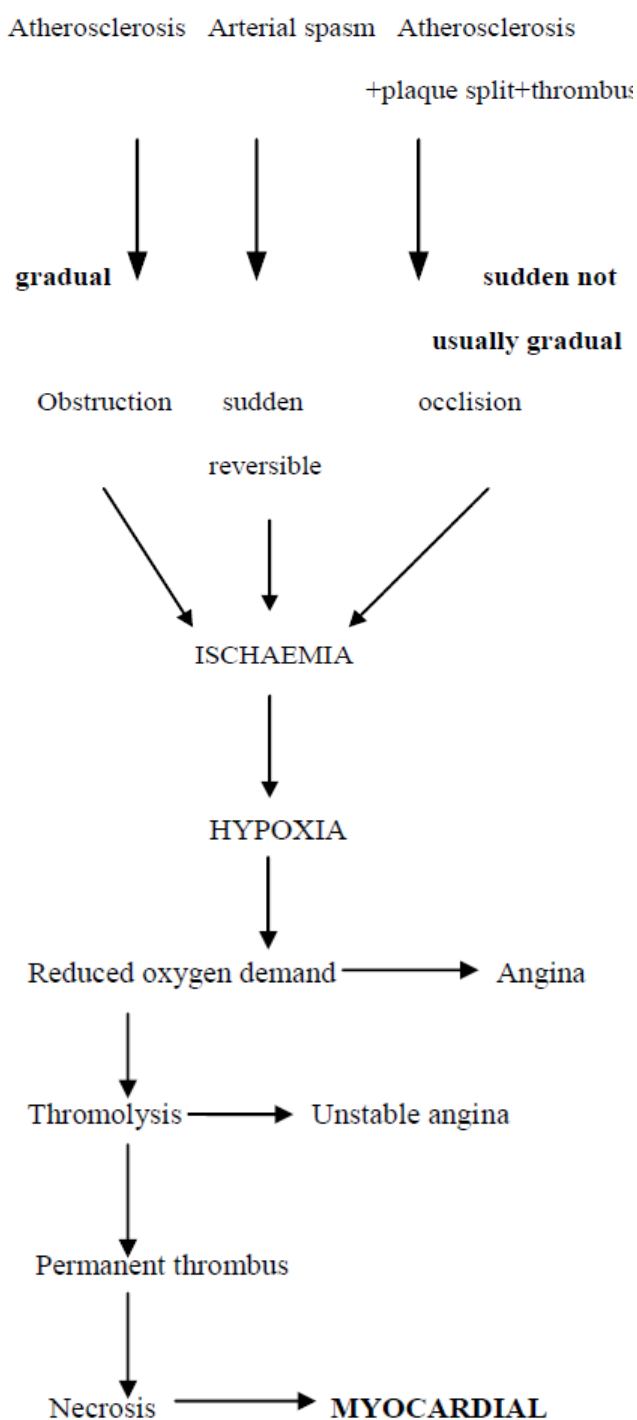 Atherosclerosis Arterial spasm Atherosclerosis
+plaque split+thrombus
gradual sudden not
usually gradual
Obstruction sudden occlision
reversible
ISCHAEMIA
HYPOXIA
Reduced oxygen demand Angina
Thromolysis Unstable angina
Permanent thrombus
Necrosis MYOCARDIAL